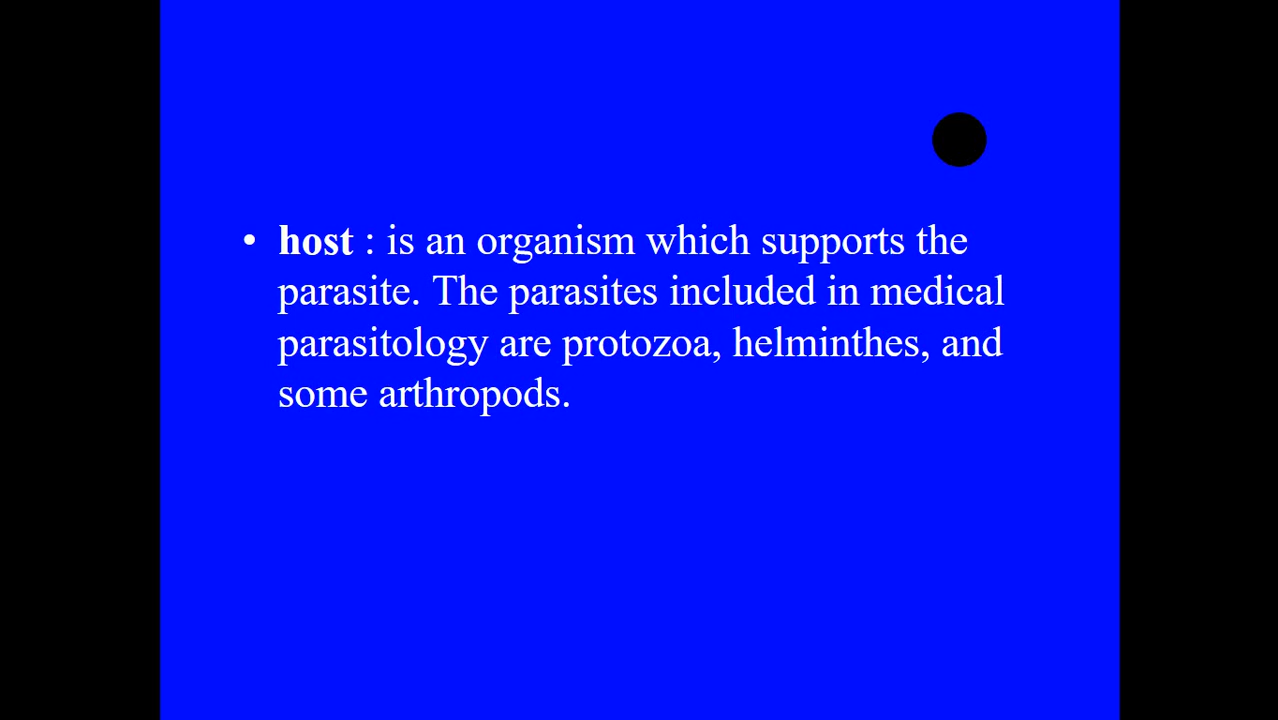 • host : is an organism which supports the
parasite. The parasites included in medical
parasitology are protozoa, helminthes, and
some arthropods.